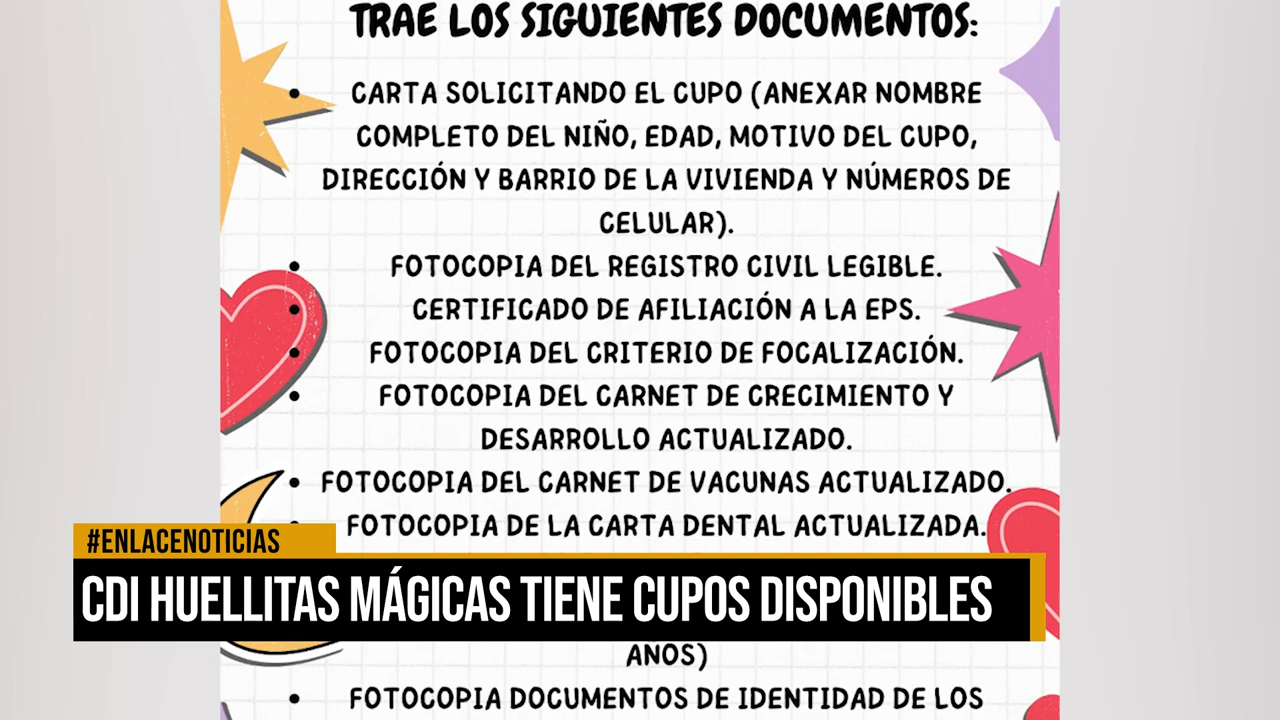 TRAE LOS SIGUIENTES DOCUMENTOS:
• CARTA SOLICITANDO EL CUPO (ANEXAR NOMBRE
COMPLETO DEL NIÑO, EDAD, MOTIVO DEL CUPO,
DIRECCIÓN Y BARRIO DE LA VIVIENDA Y NÚMEROS DE
CELULAR).
• FOTOCOPIA DEL REGISTRO CIVIL LEGIBLE.
• CERTIFICADO DE AFILIACIÓN A LA EPS.
• FOTOCOPIA DEL CRITERIO DE FOCALIZACIÓN.
• FOTOCOPIA DEL CARNET DE CRECIMIENTO Y
DESARROLLO ACTUALIZADO.
• FOTOCOPIA DEL CARNET DE VACUNAS ACTUALIZADO.
• FOTOCOPIA DE LA CARTA DENTAL ACTUALIZADA.
#ENLACENOTICIAS
CDI HUELLITAS MÁGICAS TIENE CUPOS DISPONIBLES
AÑOS)
• FOTOCOPIA DOCUMENTOS DE IDENTIDAD DE LOS